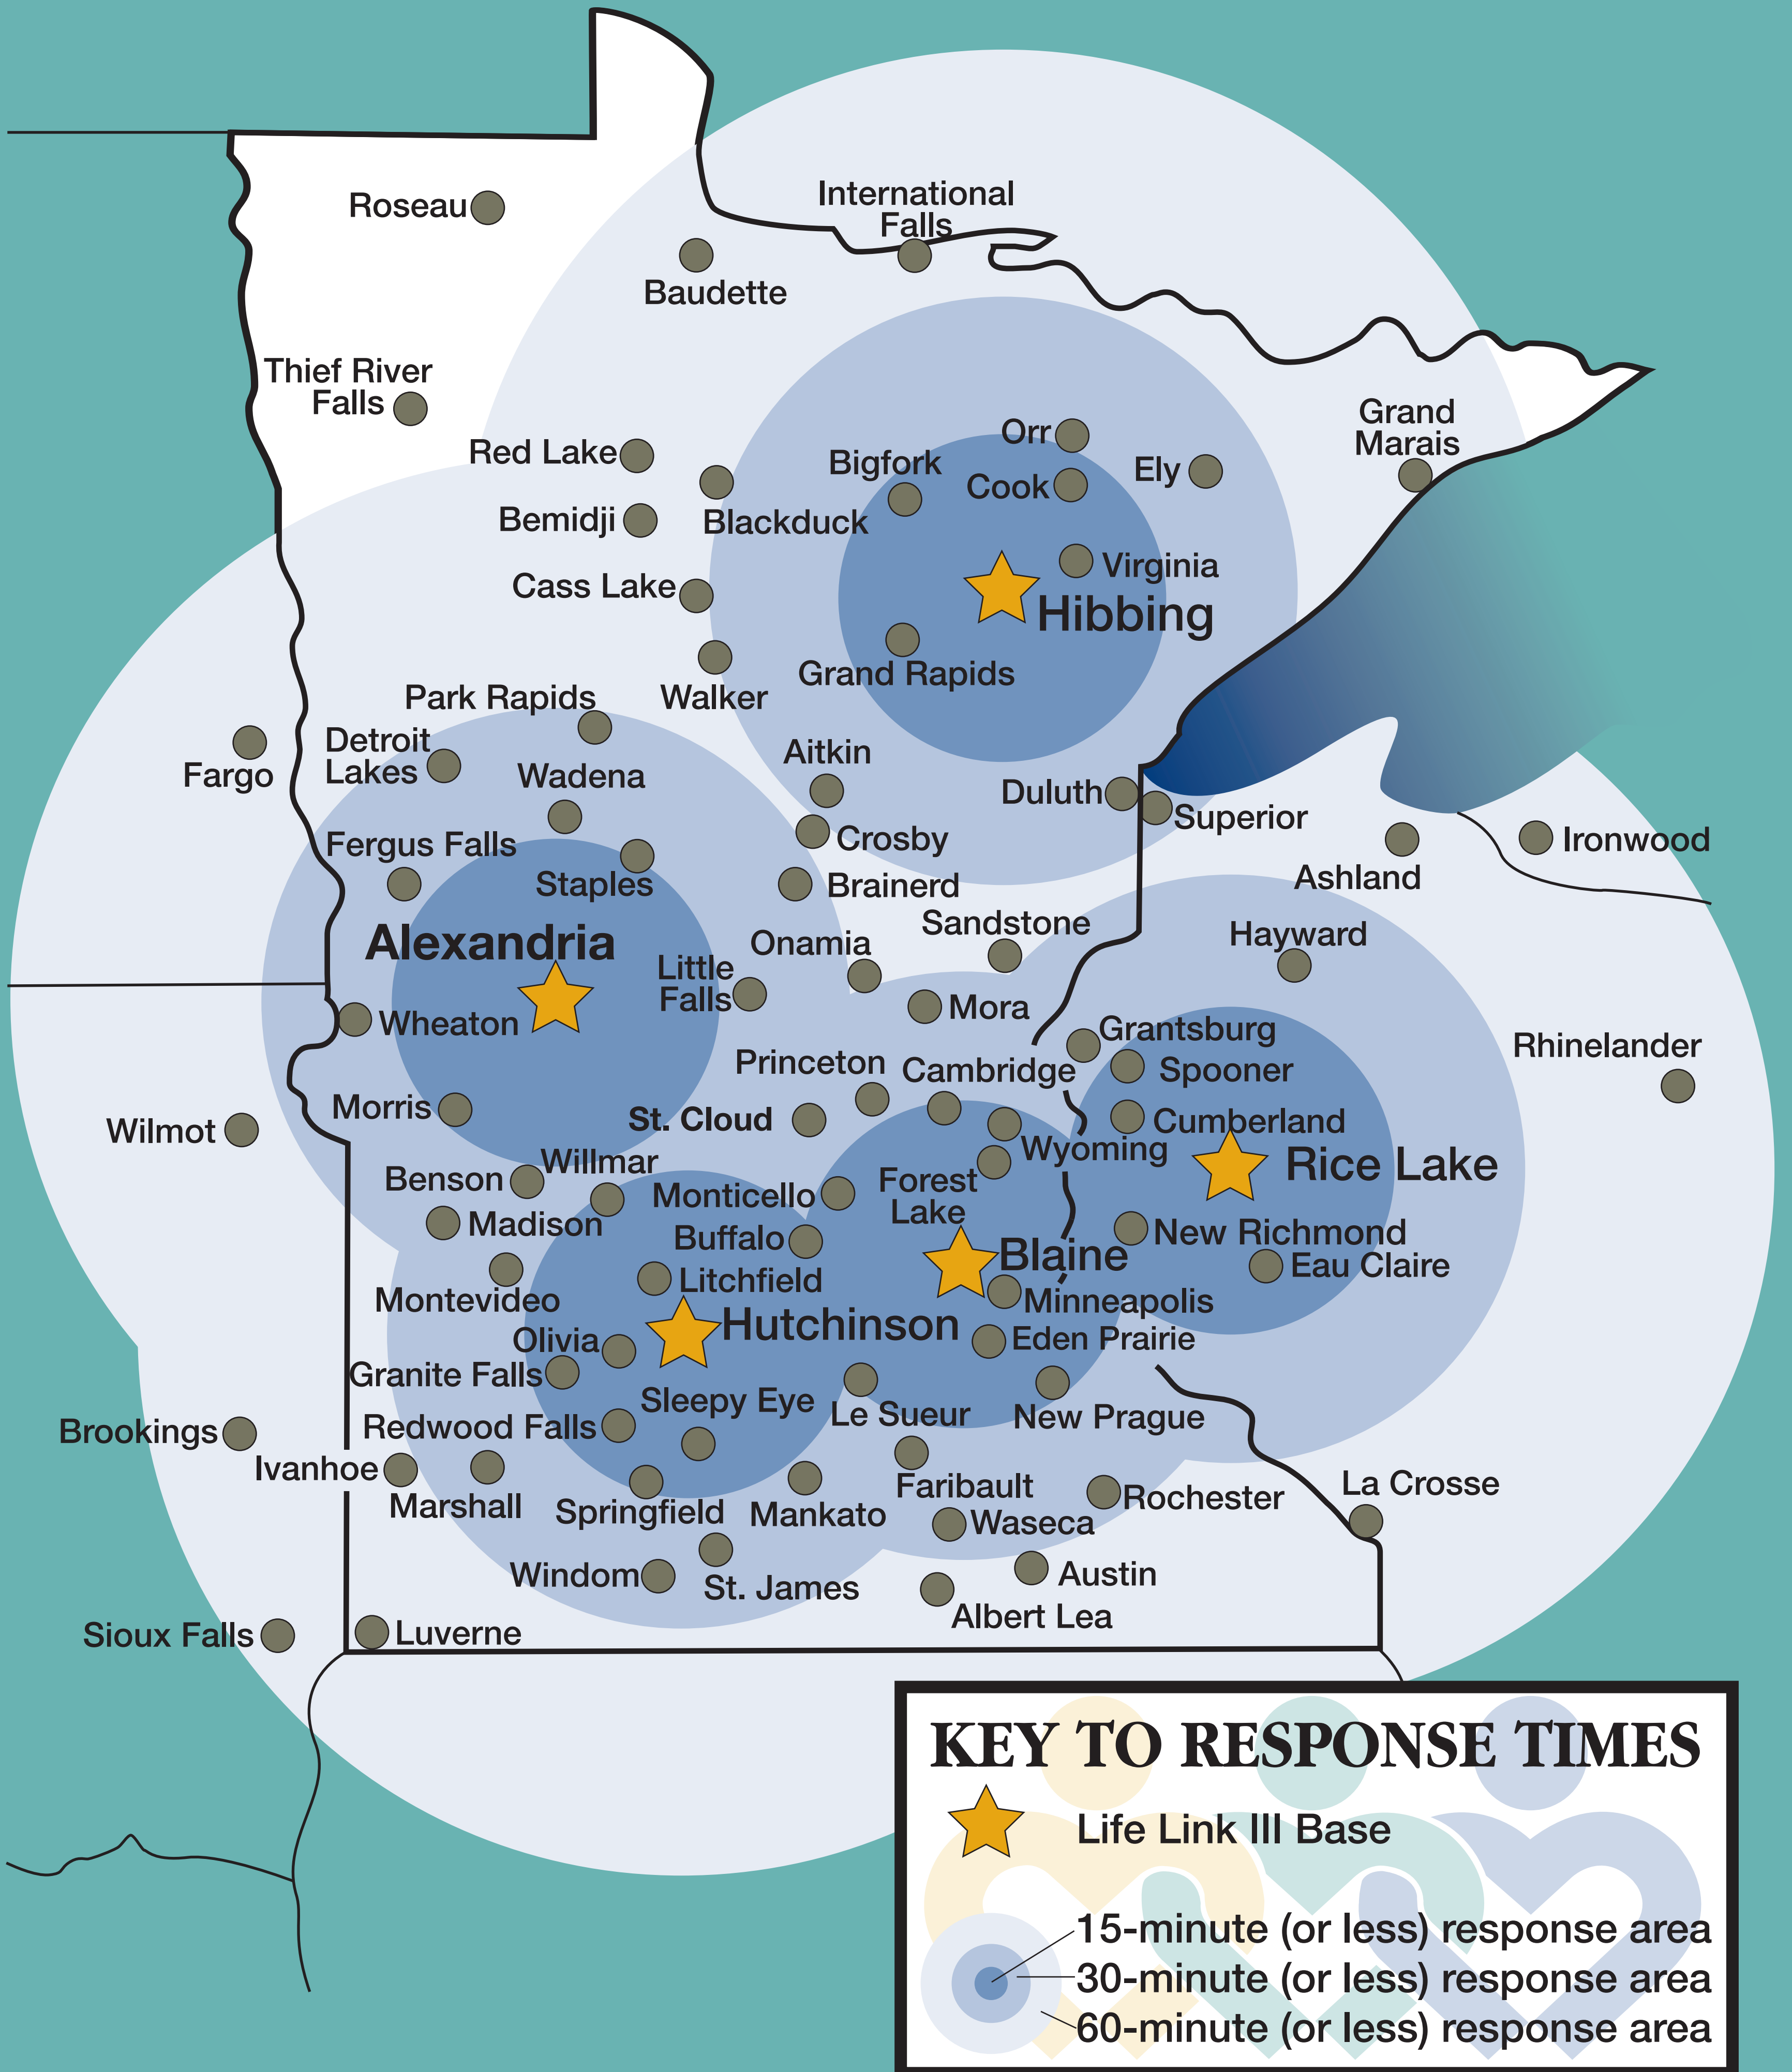 International
Falls
Roseau
Baudette
Thief River
Falls
Grand
Marais
Orr
Red Lake
Bigfork
Ely
Cook
Bemidji
Blackduck
Virginia
Cass Lake
Hibbing
Grand Rapids
Park Rapids
Walker
Detroit
Lakes
Aitkin
Fargo
Wadena
Duluth
Superior
Fergus Falls
Crosby
Ironwood
Staples
Brainerd
Ashland
Sandstone
Hayward
Alexandria
Onamia
Little
Falls
Mora
Wheaton
Grantsburg
Rhinelander
Princeton
Cambridge
Spooner
Morris
St. Cloud
Cumberland
Wilmot
Wyoming
Willmar
Rice Lake
Benson
Forest
Lake
Monticello
Madison
Buffalo
New Richmond
Blaine
Eau Claire
Litchfield
Montevideo
Minneapolis
Hutchinson
Olivia
Eden Prairie
Granite Falls
Sleepy Eye
Le Sueur
New Prague
Redwood Falls
Brookings
Ivanhoe
Faribault
La Crosse
Marshall
Springfield
Mankato
Rochester
Waseca
Windom
St. James
Austin
Albert Lea
Sioux Falls
Luverne
KEY TO RESPONSE TIMES
Life Link III Base
15-minute (or less) response area
30-minute (or less) response area
60-minute (or less) response area